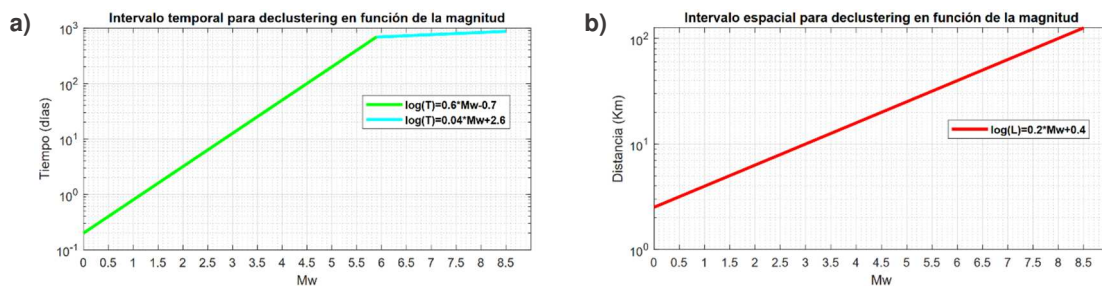 a)
Intervalo temporal para declustering en función de la magnitud
10^3
10^2
10^1
10^0
10^-1
Tiempo (días)
log(T)=0.6*Mw-0.7
log(T)=0.04*Mw+2.6
0 0.5 1 1.5 2 2.5 3 3.5 4 4.5 5 5.5 6 6.5 7 7.5 8 8.5
Mw
b)
Intervalo espacial para declustering en función de la magnitud
10^2
10^1
10^0
Distancia (Km)
log(L)=0.2*Mw+0.4
0 0.5 1 1.5 2 2.5 3 3.5 4 4.5 5 5.5 6 6.5 7 7.5 8 8.5
Mw